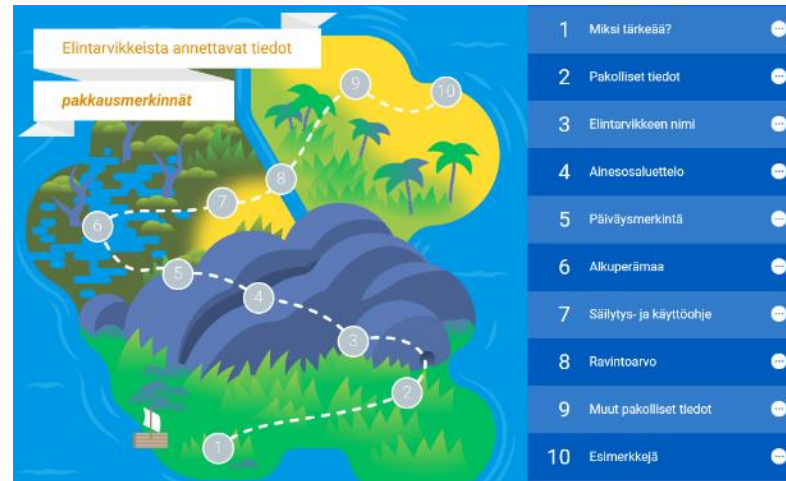 Elintarvikkeista annettavat tiedot
pakkausmerkinnät
1
2
3
4
5
6
7
8
9
10
1 Miksi tärkeää?
2 Pakolliset tiedot
3 Elintarvikkeen nimi
4 Ainesosaluettelo
5 Päiväysmerkintä
6 Alkuperämaa
7 Säilytys- ja käyttöohje
8 Ravintoarvo
9 Muut pakolliset tiedot
10 Esimerkkejä